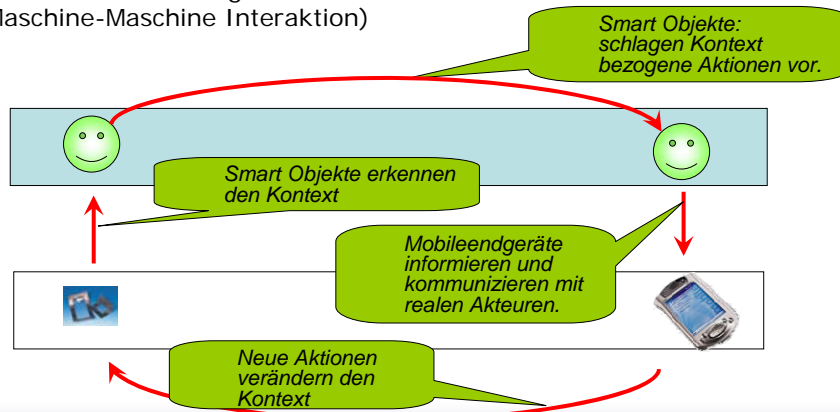 Maschine-Maschine Interaktion)
Smart Objekte:
schlagen Kontext
bezogene Aktionen vor.
Smart Objekte erkennen
den Kontext
Mobileendgeräte
informieren und
kommunizieren mit
realen Akteuren.
Neue Aktionen
verändern den
Kontext